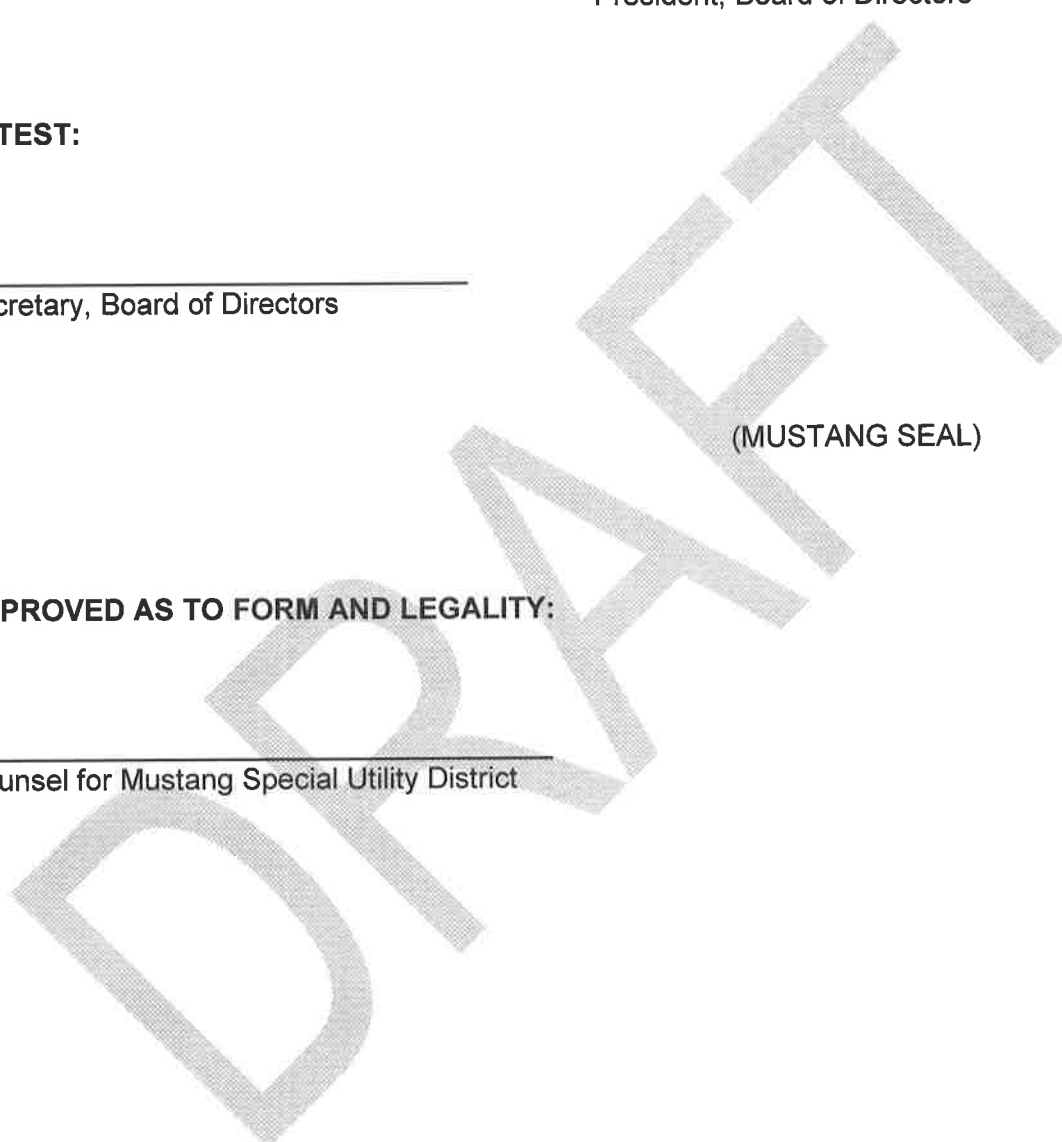 President, Board of Directors
TEST:
cretary, Board of Directors
(MUSTANG SEAL)
PROVED AS TO FORM AND LEGALITY:
unsel for Mustang Special Utility District
DRAFT